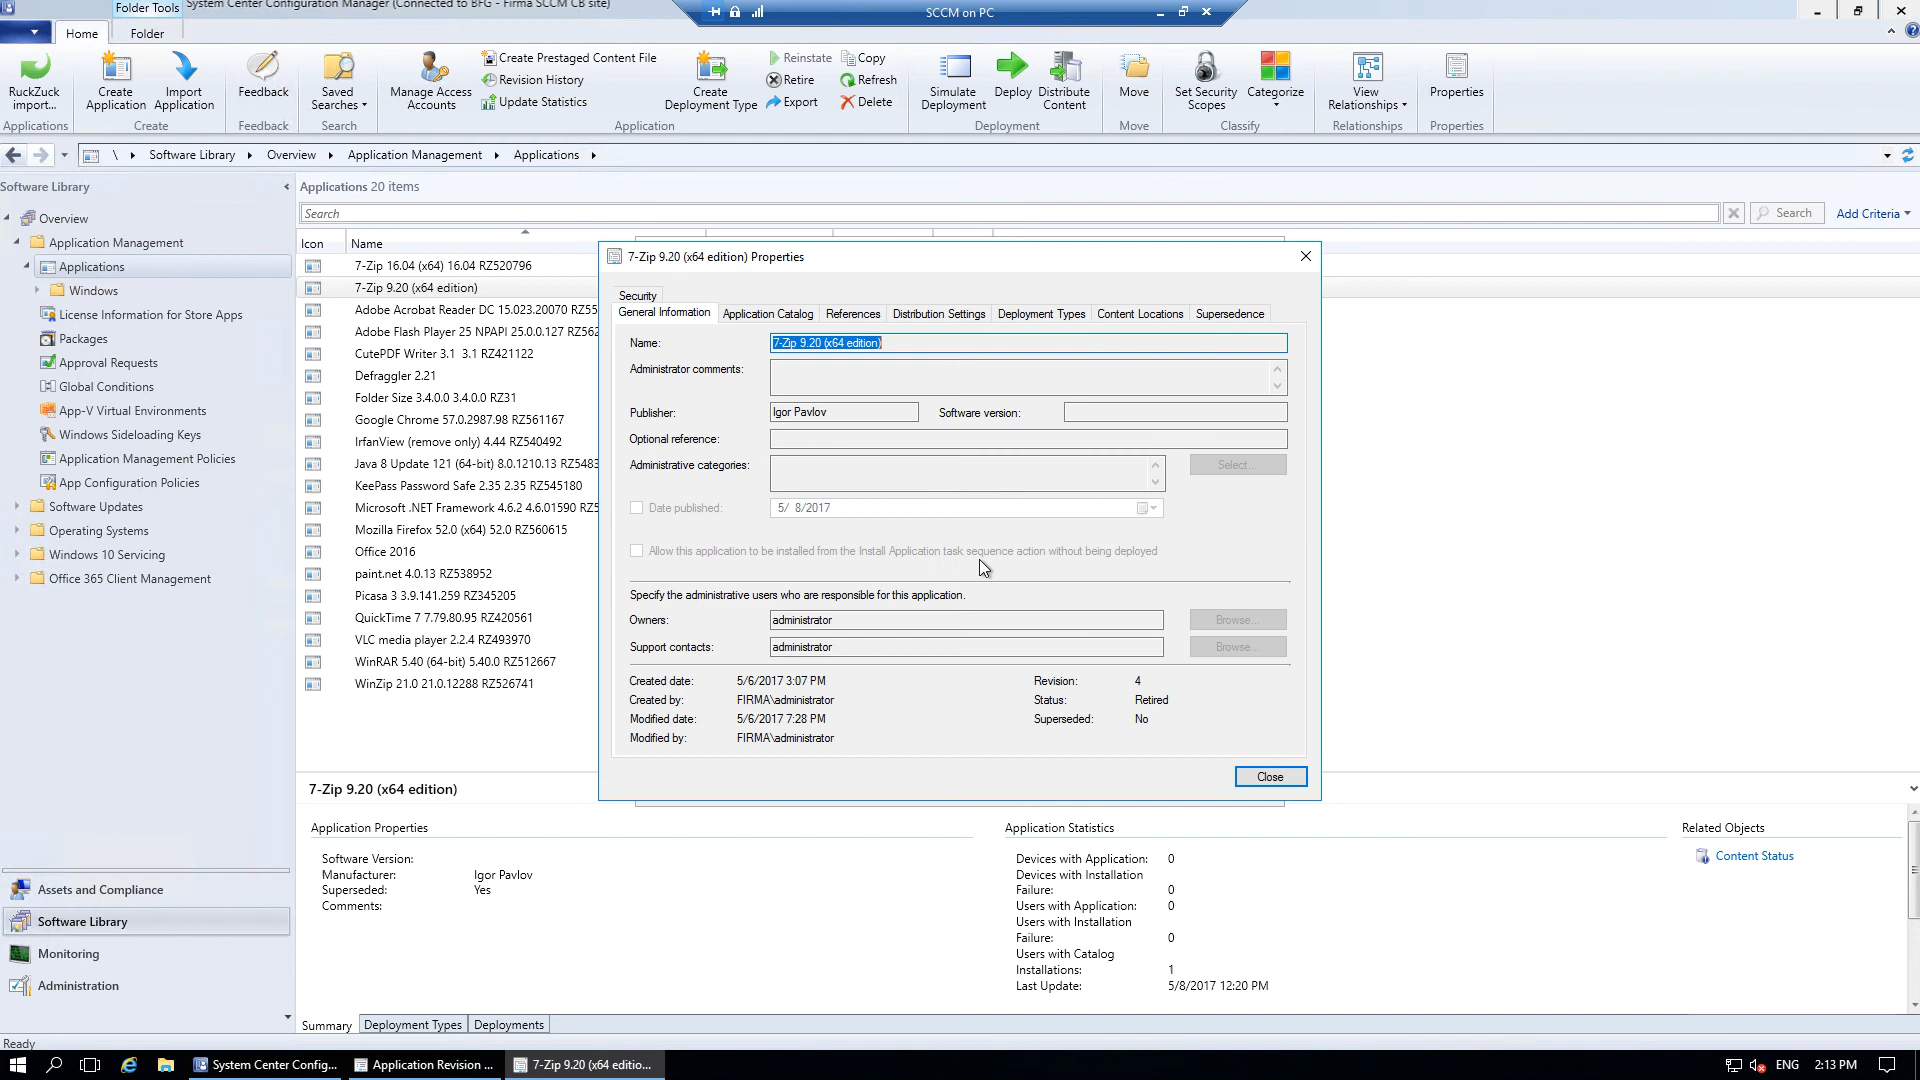 Folder Tools
System Center Configuration Manager (Connected to BFG - Firma SCCM CB site)
SCCM on PC
Home
Folder
RuckZuck import...
Create Application
Import Application
Feedback
Saved Searches
Manage Access Accounts
Create Prestaged Content File
Revision History
Update Statistics
Create Deployment Type
Reinstate
Retire
Export
Copy
Refresh
Delete
Simulate Deployment
Deploy
Distribute Content
Move
Set Security Scopes
Categorize
View Relationships
Properties
Applications
Create
Feedback
Search
Application
Deployment
Move
Classify
Relationships
Properties
\
Software Library
Overview
Application Management
Applications
Software Library
Overview
Application Management
Applications
Windows
License Information for Store Apps
Packages
Approval Requests
Global Conditions
App-V Virtual Environments
Windows Sideloading Keys
Application Management Policies
App Configuration Policies
Software Updates
Operating Systems
Windows 10 Servicing
Office 365 Client Management
Assets and Compliance
Software Library
Monitoring
Administration
Applications 20 items
Search
Search
Add Criteria
Icon
Name
7-Zip 16.04 (x64) 16.04 RZ520796
7-Zip 9.20 (x64 edition)
Adobe Acrobat Reader DC 15.023.20070 RZ55
Adobe Flash Player 25 NPAPI 25.0.0.127 RZ562
CutePDF Writer 3.1 3.1 RZ421122
Defraggler 2.21
Folder Size 3.4.0.0 3.4.0.0 RZ31
Google Chrome 57.0.2987.98 RZ561167
IrfanView (remove only) 4.44 RZ540492
Java 8 Update 121 (64-bit) 8.0.1210.13 RZ5483
KeePass Password Safe 2.35 2.35 RZ545180
Microsoft .NET Framework 4.6.2 4.6.01590 RZ5
Mozilla Firefox 52.0 (x64) 52.0 RZ560615
Office 2016
paint.net 4.0.13 RZ538952
Picasa 3 3.9.141.259 RZ345205
QuickTime 7 7.79.80.95 RZ420561
VLC media player 2.2.4 RZ493970
WinRAR 5.40 (64-bit) 5.40.0 RZ512667
WinZip 21.0 21.0.12288 RZ526741
7-Zip 9.20 (x64 edition) Properties
Security
General Information
Application Catalog
References
Distribution Settings
Deployment Types
Content Locations
Supersedence
Name:
7-Zip 9.20 (x64 edition)
Administrator comments:
Publisher:
Igor Pavlov
Software version:
Optional reference:
Administrative categories:
Select...
Date published:
5/ 8/2017
Allow this application to be installed from the Install Application task sequence action without being deployed
Specify the administrative users who are responsible for this application.
Owners:
administrator
Browse...
Support contacts:
administrator
Browse...
Created date:
5/6/2017 3:07 PM
Revision:
4
Created by:
FIRMA\administrator
Status:
Retired
Modified date:
5/6/2017 7:28 PM
Superseded:
No
Modified by:
FIRMA\administrator
Close
7-Zip 9.20 (x64 edition)
Application Properties
Software Version:
Manufacturer:
Igor Pavlov
Superseded:
Yes
Comments:
Application Statistics
Devices with Application:
0
Devices with Installation Failure:
0
Users with Application:
0
Users with Installation Failure:
0
Users with Catalog Installations:
1
Last Update:
5/8/2017 12:20 PM
Related Objects
Content Status
Summary
Deployment Types
Deployments
Ready
System Center Config...
Application Revision ...
7-Zip 9.20 (x64 editio...
ENG
2:13 PM